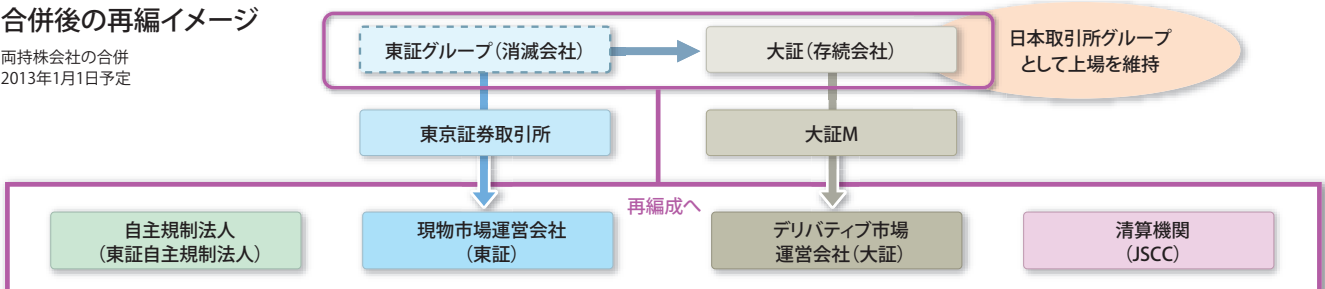 合併後の再編イメージ
両持株会社の合併
2013年1月1日予定
東証グループ（消滅会社）
大証（存続会社）
日本取引所グループ
として上場を維持
東京証券取引所
大証M
再編成へ
自主規制法人
（東証自主規制法人）
現物市場運営会社
（東証）
デリバティブ市場
運営会社（大証）
清算機関
（JSCC）